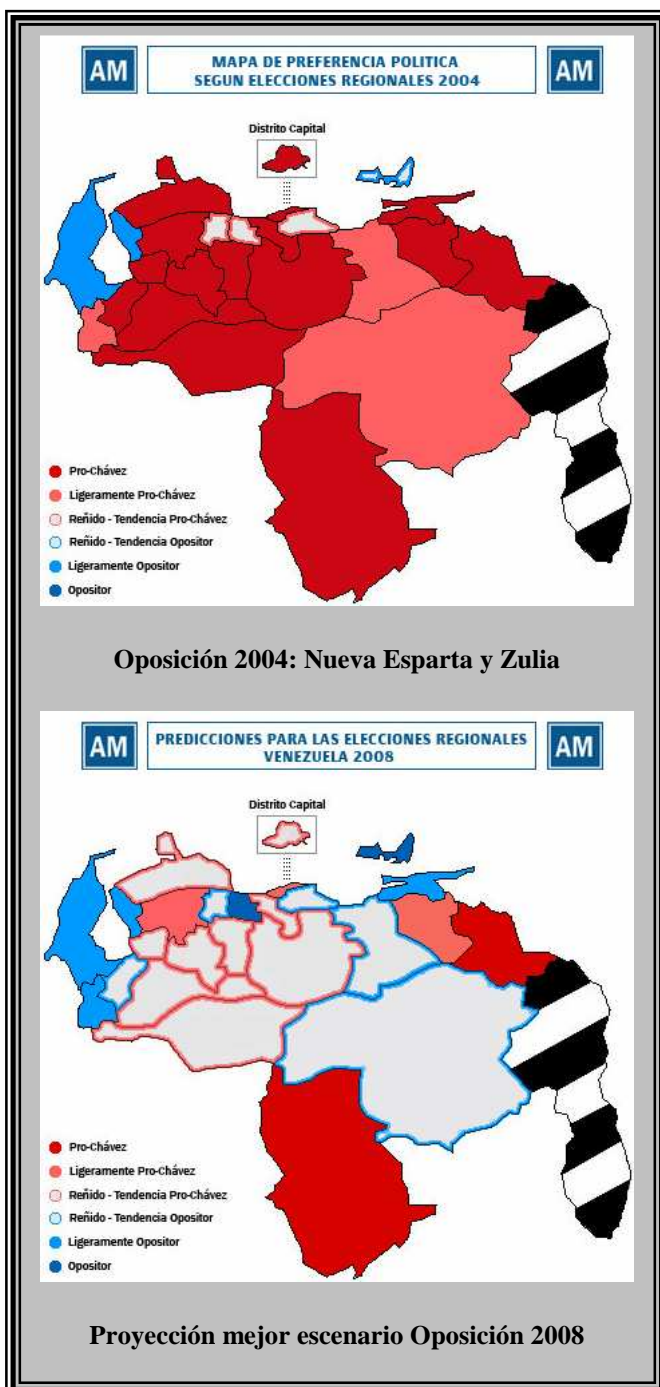 AM
MAPA DE PREFERENCIA POLITICA
SEGUN ELECCIONES REGIONALES 2004
AM
Distrito Capital
Pro-Chávez
Ligeramente Pro-Chávez
Reñido - Tendencia Pro-Chávez
Reñido - Tendencia Opositor
Ligeramente Opositor
Opositor
Oposición 2004: Nueva Esparta y Zulia
AM
PREDICCIONES PARA LAS ELECCIONES REGIONALES
VENEZUELA 2008
AM
Distrito Capital
Pro-Chávez
Ligeramente Pro-Chávez
Reñido - Tendencia Pro-Chávez
Reñido - Tendencia Opositor
Ligeramente Opositor
Opositor
Proyección mejor escenario Oposición 2008